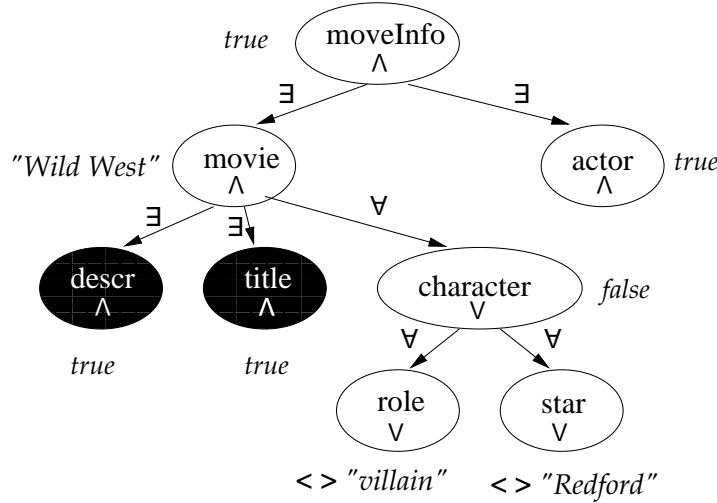 true moveInfo
Λ
∃ ∃
"Wild West" movie actor true
Λ Λ
∃ ∃ ∀
descr title character false
Λ Λ V
∀ ∀
true true
role star
V V
< > "villain" < > "Redford"